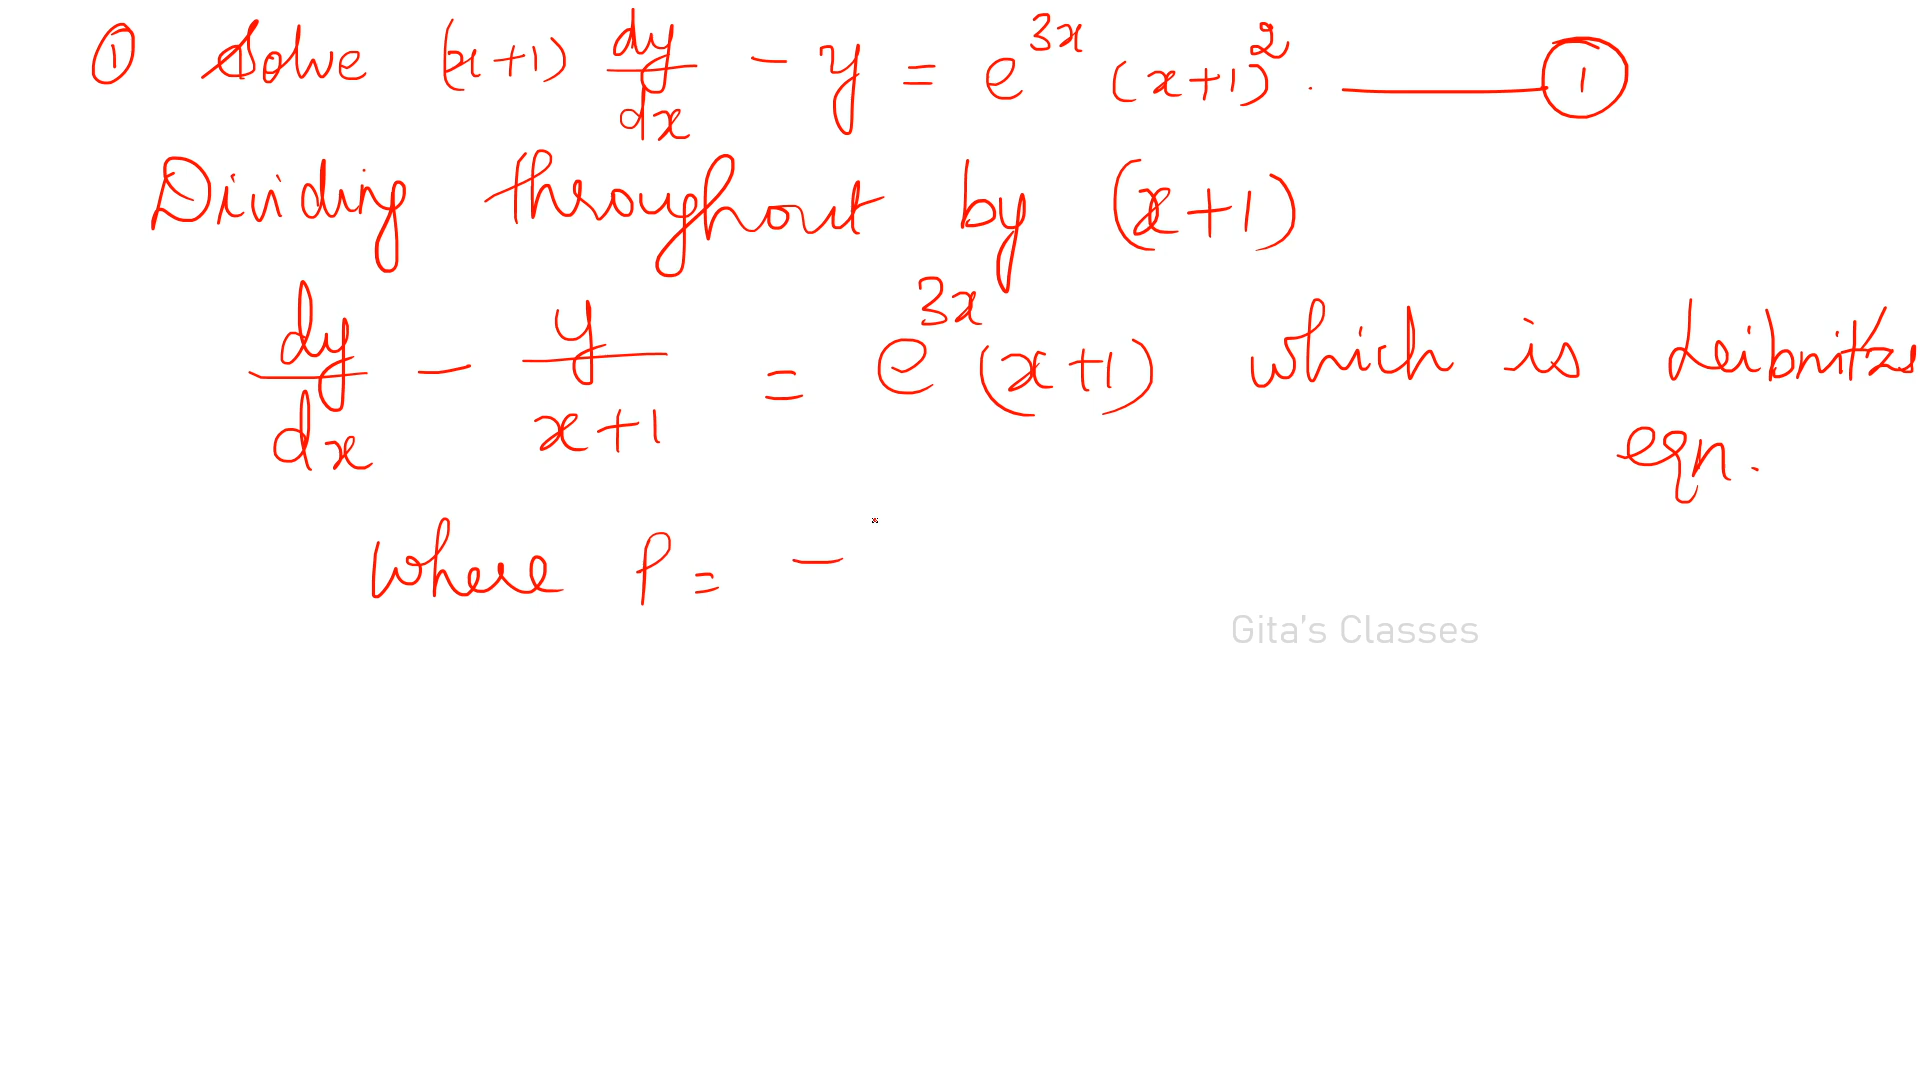 ① Solve (x+1) dy/dx - y = e^3x (x+1)^2. ——— ①
Dividing throughout by (x+1)
dy/dx - y/x+1 = e^3x (x+1) which is Leibnitzs
eqn.
where P = -
Gita's Classes